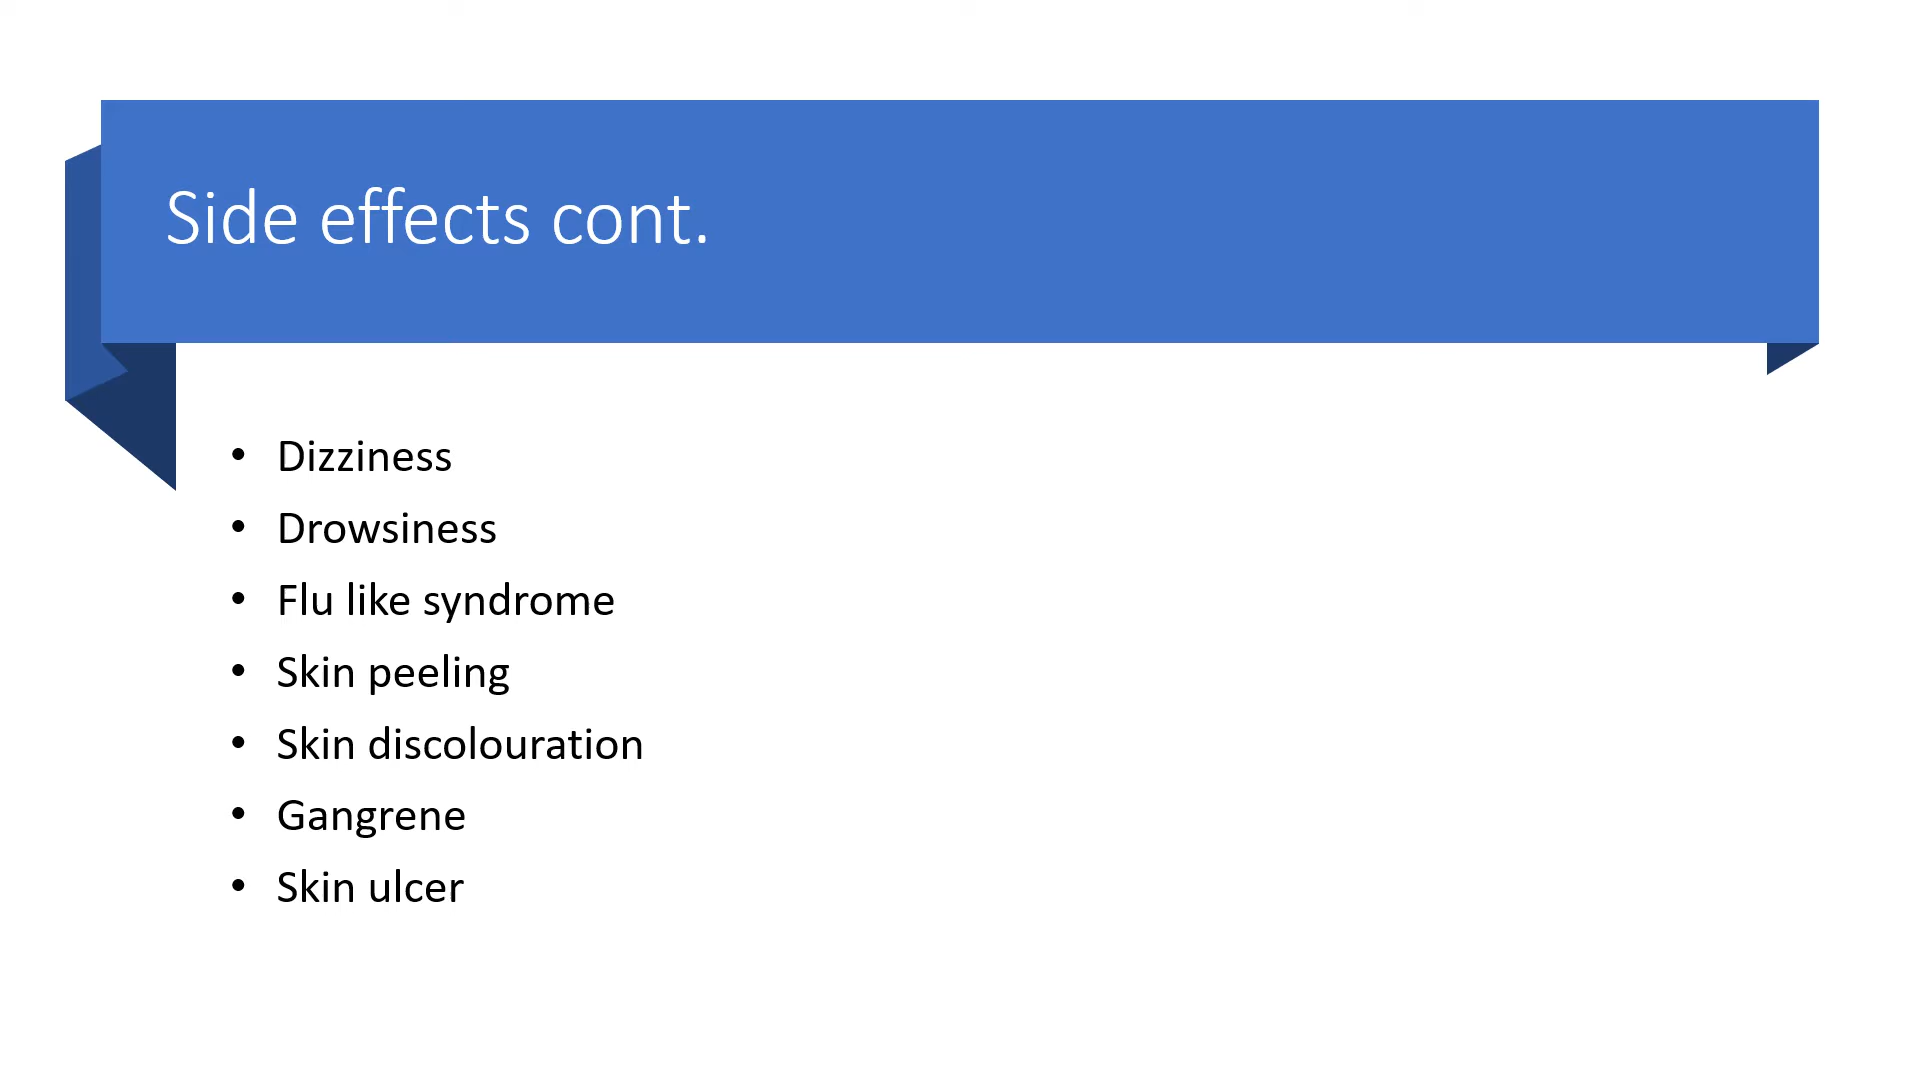 Side effects cont.
• Dizziness
• Drowsiness
• Flu like syndrome
• Skin peeling
• Skin discolouration
• Gangrene
• Skin ulcer